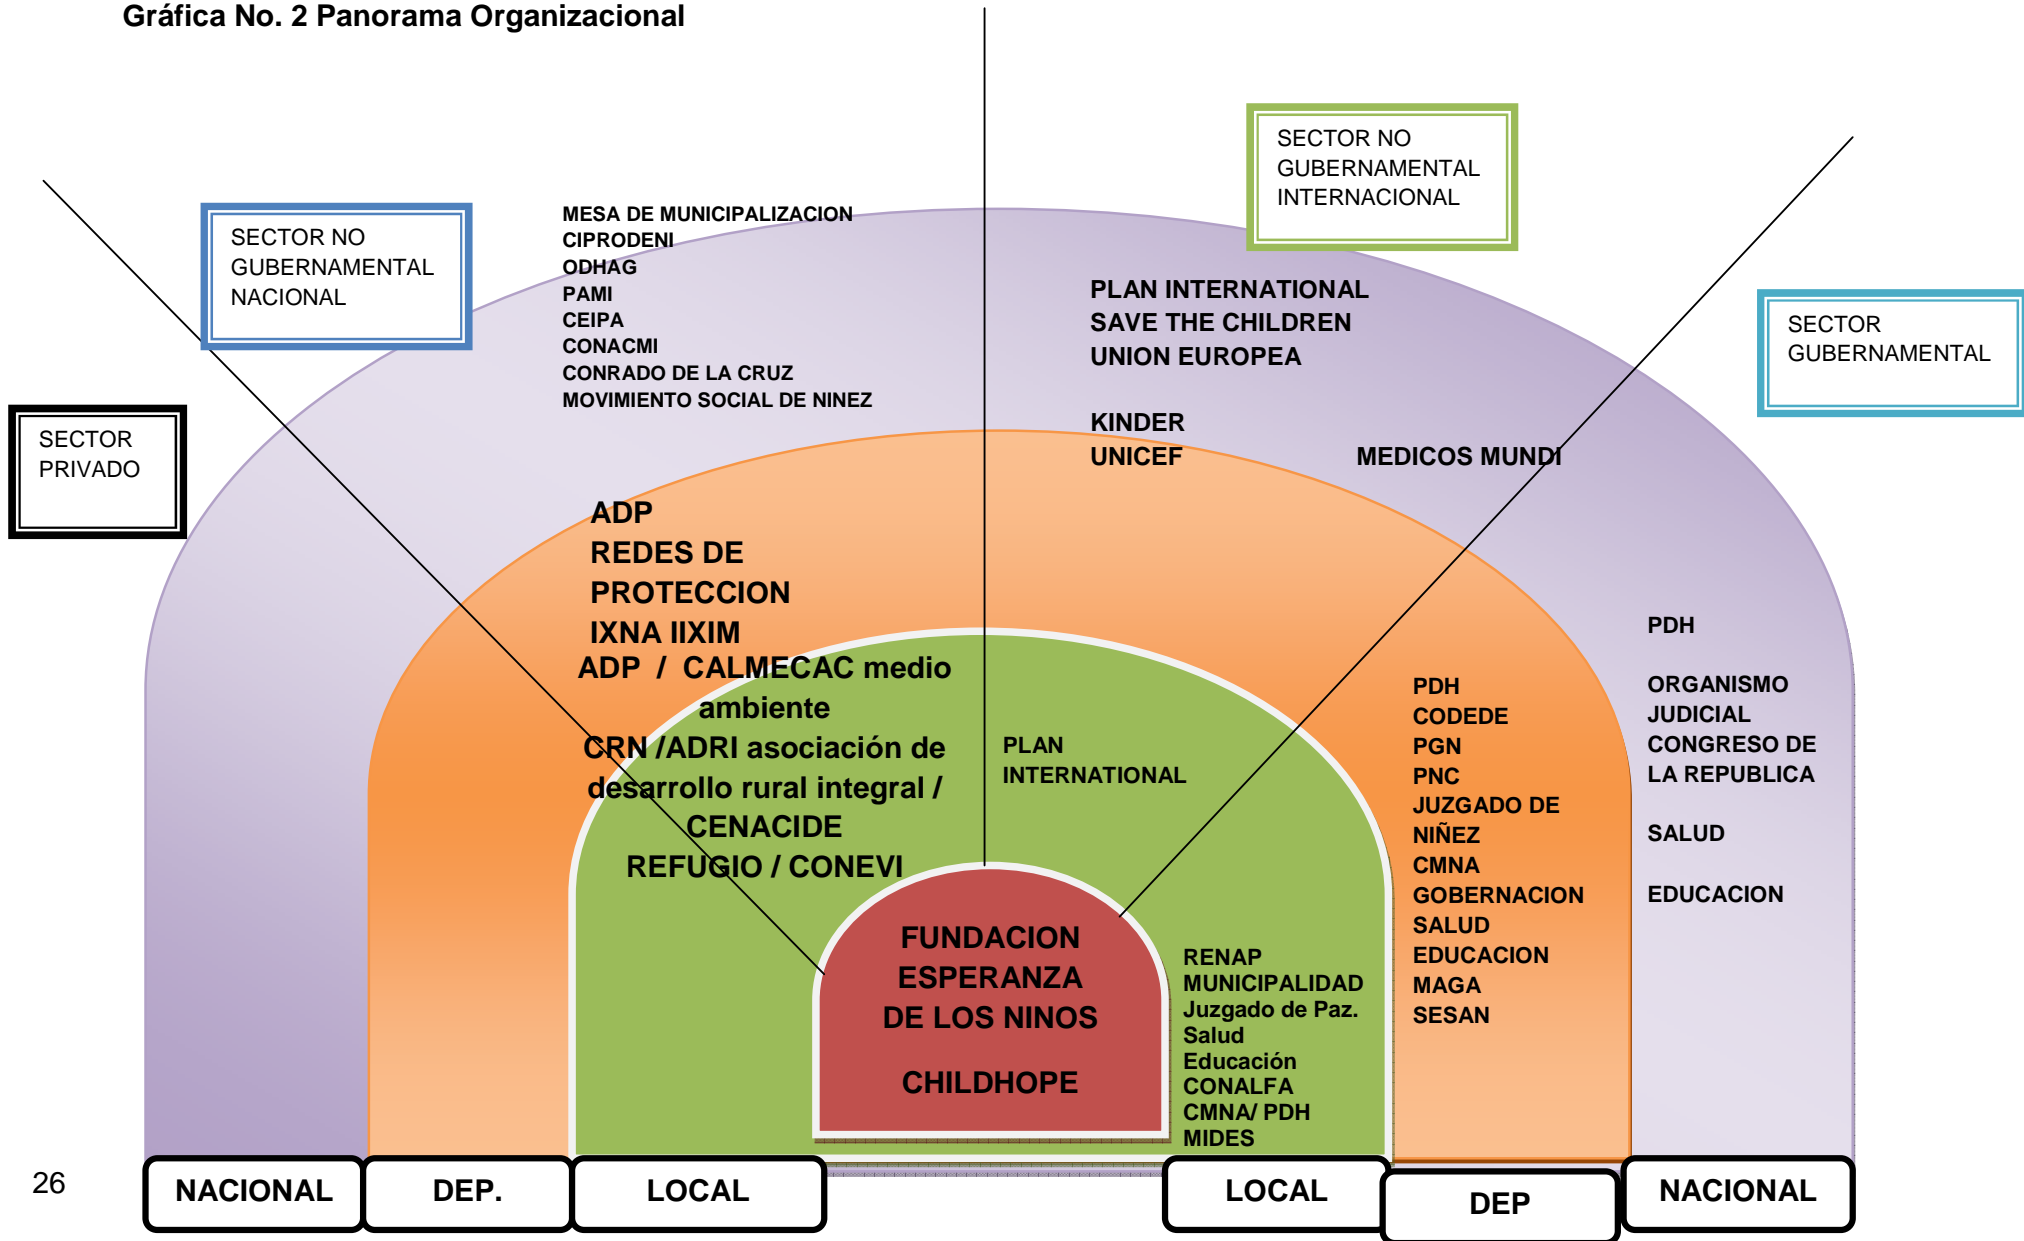 Gráfica No. 2 Panorama Organizacional
SECTOR NO
GUBERNAMENTAL
INTERNACIONAL
SECTOR NO
GUBERNAMENTAL
NACIONAL
MESA DE MUNICIPALIZACION
CIPRODENI
ODHAG
PAMI
CEIPA
CONACMI
CONRADO DE LA CRUZ
MOVIMIENTO SOCIAL DE NINEZ
PLAN INTERNATIONAL
SAVE THE CHILDREN
UNION EUROPEA
KINDER
UNICEF
MEDICOS MUNDI
SECTOR
GUBERNAMENTAL
SECTOR
PRIVADO
ADP
REDES DE
PROTECCION
IXNA IIXIM
ADP / CALMECAC medio
ambiente
CRN /ADRI asociación de
desarrollo rural integral /
CENACIDE
REFUGIO / CONEVI
PLAN
INTERNATIONAL
PDH
CODEDE
PGN
PNC
JUZGADO DE
NIÑEZ
CMNA
GOBERNACION
SALUD
EDUCACION
MAGA
SESAN
PDH
ORGANISMO
JUDICIAL
CONGRESO DE
LA REPUBLICA
SALUD
EDUCACION
FUNDACION
ESPERANZA
DE LOS NINOS
CHILDHOPE
RENAP
MUNICIPALIDAD
Juzgado de Paz.
Salud
Educación
CONALFA
CMNA/ PDH
MIDES
26
NACIONAL
DEP.
LOCAL
LOCAL
DEP
NACIONAL